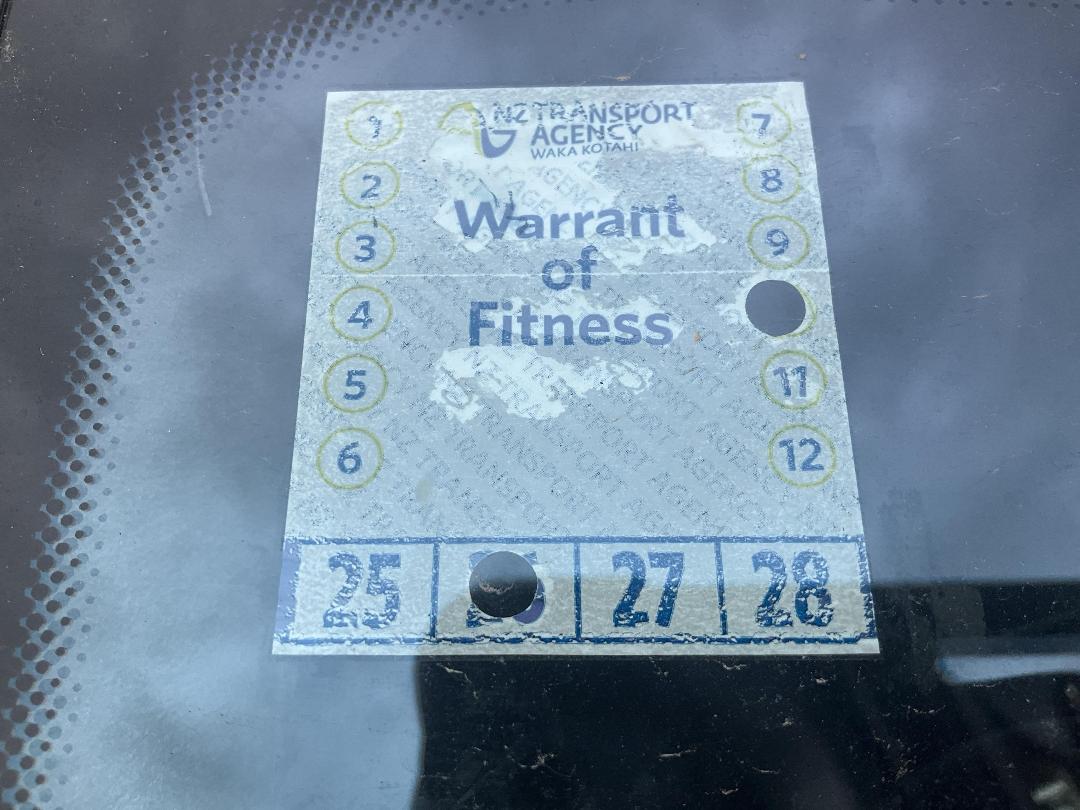 NZ TRANSPORT
AGENCY
WAKA KOTAHI
Warrant
of
Fitness
1
2
3
4
5
6
7
8
9
11
12
25
27
28